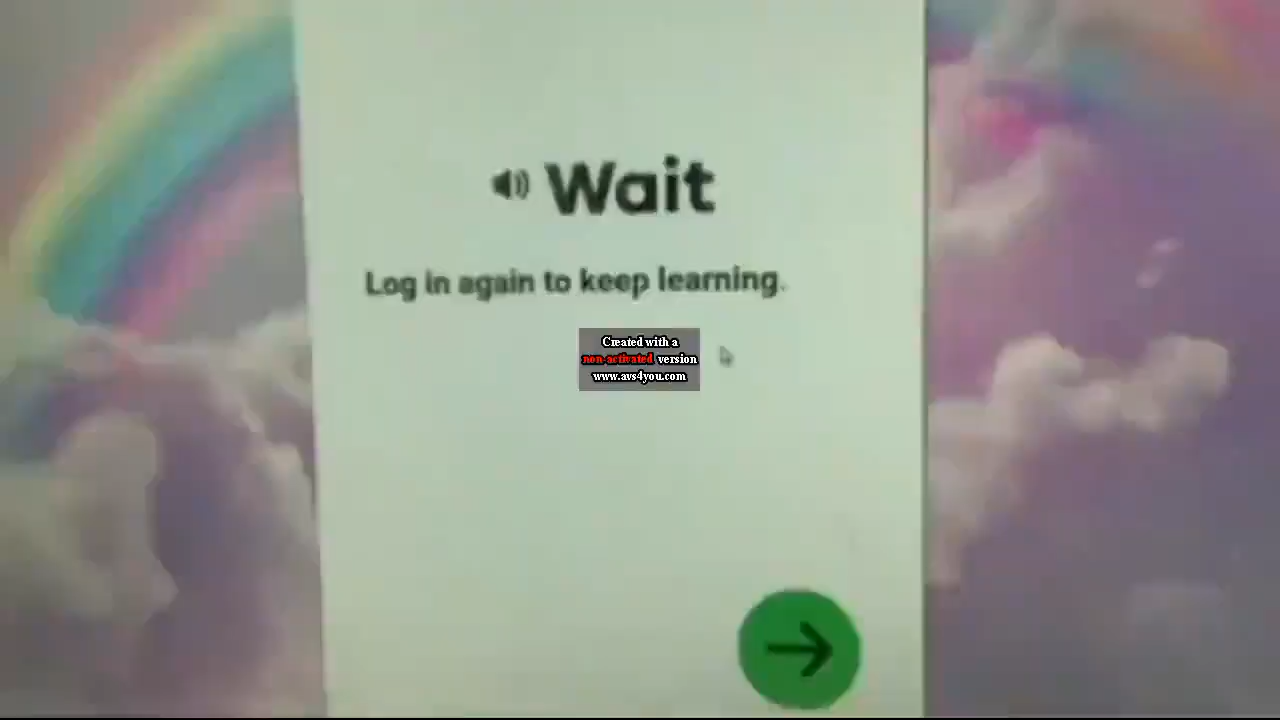 Wait
Log in again to keep learning.
Created with a
non-activated version
www.avs4you.com